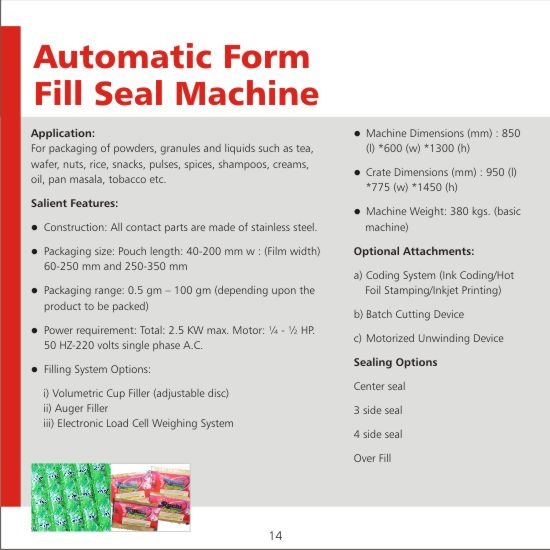 Automatic Form
Fill Seal Machine
Application:
For packaging of powders, granules and liquids such as tea,
wafer, nuts, rice, snacks, pulses, spices, shampoos, creams,
oil, pan masala, tobacco etc.
Salient Features:
● Construction: All contact parts are made of stainless steel.
● Packaging size: Pouch length: 40-200 mm w : (Film width)
60-250 mm and 250-350 mm
● Packaging range: 0.5 gm – 100 gm (depending upon the
product to be packed)
● Power requirement: Total: 2.5 KW max. Motor: ¼ - ½ HP.
50 HZ-220 volts single phase A.C.
● Filling System Options:
i) Volumetric Cup Filler (adjustable disc)
ii) Auger Filler
iii) Electronic Load Cell Weighing System
● Machine Dimensions (mm) : 850
(l) *600 (w) *1300 (h)
● Crate Dimensions (mm) : 950 (l)
*775 (w) *1450 (h)
● Machine Weight: 380 kgs. (basic
machine)
Optional Attachments:
a) Coding System (Ink Coding/Hot
Foil Stamping/Inkjet Printing)
b) Batch Cutting Device
c) Motorized Unwinding Device
Sealing Options
Center seal
3 side seal
4 side seal
Over Fill
14